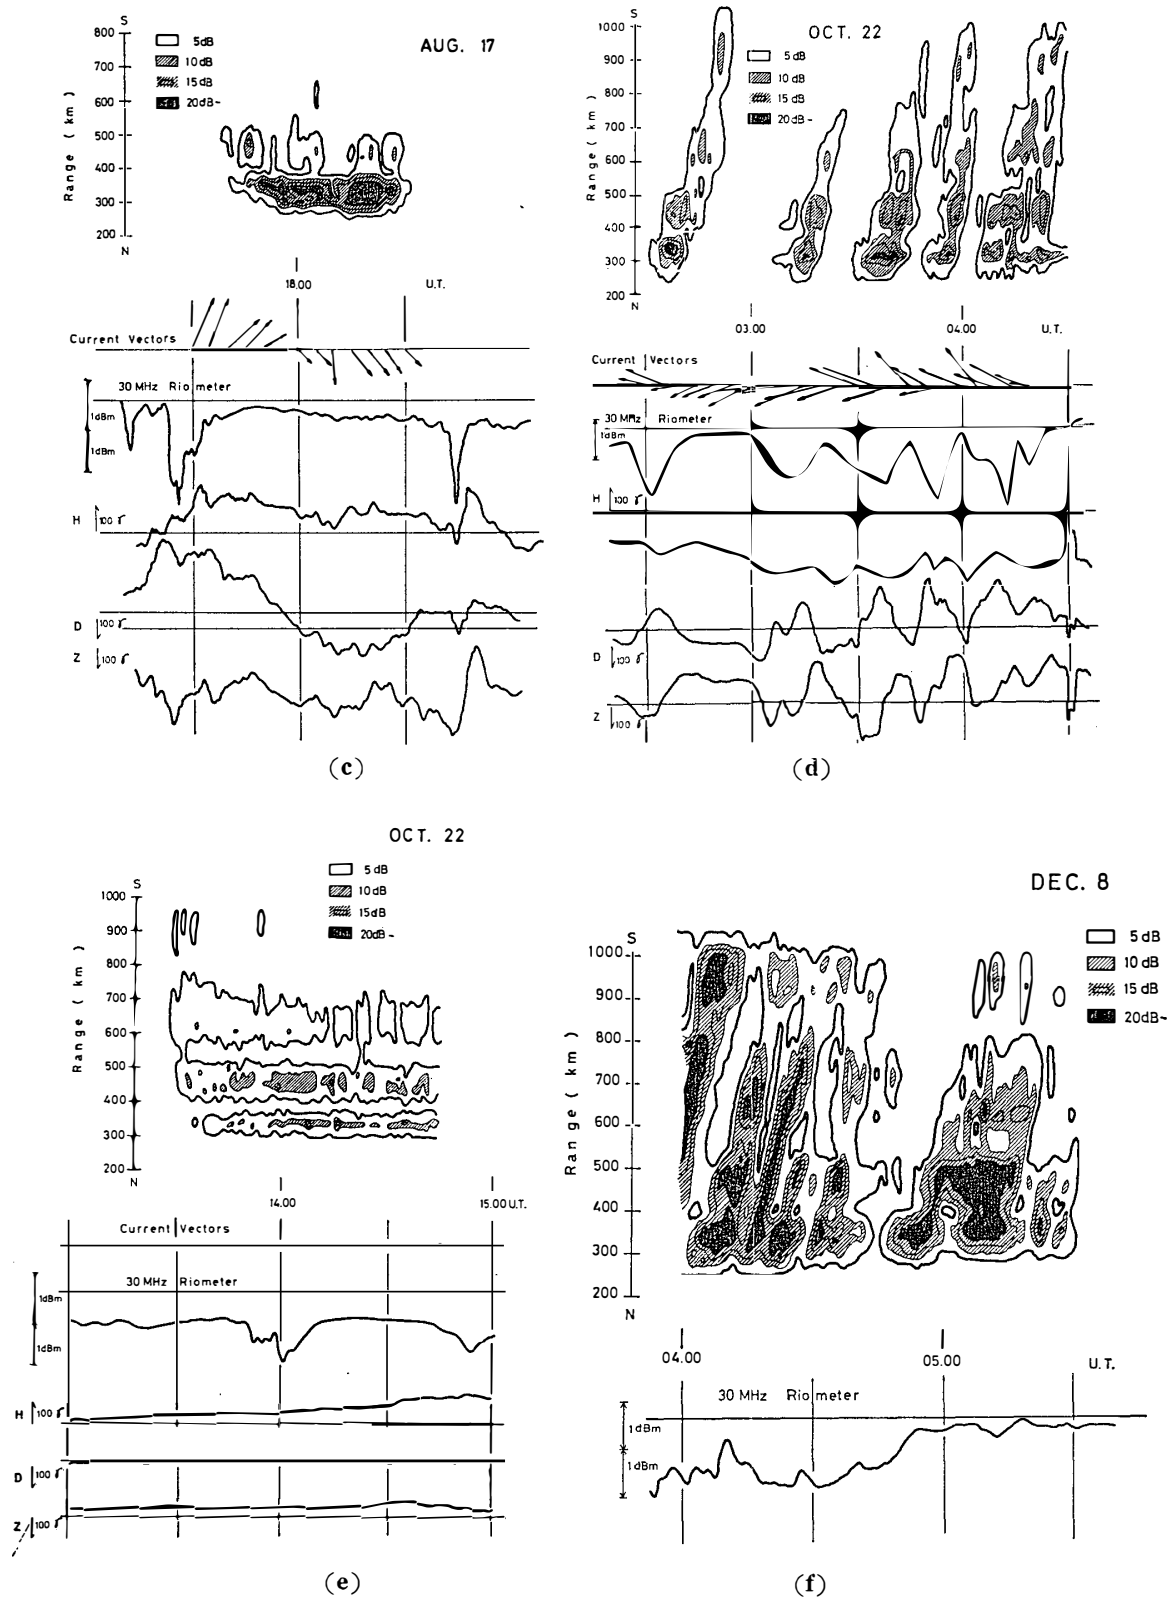 S
800
700
600
500
400
300
200
N
Range ( km )
5dB
10 dB
15 dB
20 dB~
AUG. 17
18.00
U.T.
Current Vectors
30 MHz Riometer
1dBm
1dBm
H
100 γ
D
100 γ
Z
100 γ
(c)
S
1000
900
800
700
600
500
400
300
200
N
Range ( km )
OCT. 22
5 dB
10 dB
15 dB
20 dB~
03.00
04.00
U.T.
Current Vectors
30 MHz Riometer
1dBm
H
100 γ
D
100 γ
Z
100 γ
(d)
OCT. 22
5 dB
10 dB
15dB
20dB~
S
1000
900
800
700
600
500
400
300
200
N
Range ( km )
14.00
15.00 U.T.
Current Vectors
30 MHz Riometer
1dBm
1dBm
H
100 γ
D
100 γ
Z
100 γ
(e)
DEC. 8
5 dB
10 dB
15 dB
20dB~
S
1000
900
800
700
600
500
400
300
200
N
Range ( km )
04.00
05.00
U.T.
30 MHz Riometer
1dBm
1dBm
(f)